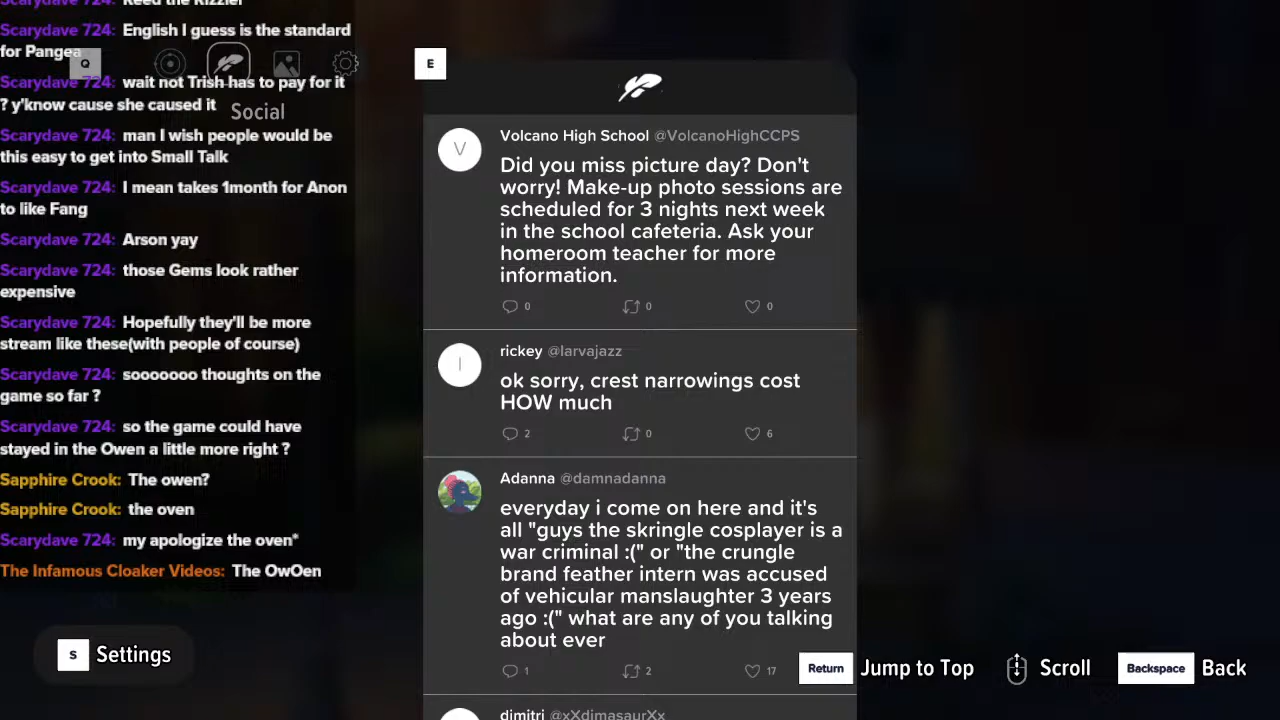 Reed the Rizzler
Scarydave 724: English I guess is the standard
for Pangea
Scarydave 724: wait not Trish has to pay for it
? y'know cause she caused it
Scarydave 724: man I wish people would be
this easy to get into Small Talk
Scarydave 724: I mean takes 1month for Anon
to like Fang
Scarydave 724: Arson yay
Scarydave 724: those Gems look rather
expensive
Scarydave 724: Hopefully they'll be more
stream like these(with people of course)
Scarydave 724: sooooooo thoughts on the
game so far ?
Scarydave 724: so the game could have
stayed in the Owen a little more right ?
Sapphire Crook: The owen?
Sapphire Crook: the oven
Scarydave 724: my apologize the oven*
The Infamous Cloaker Videos: The OwOen
Q
Social
E
S Settings
V
Volcano High School @VolcanoHighCCPS
Did you miss picture day? Don't
worry! Make-up photo sessions are
scheduled for 3 nights next week
in the school cafeteria. Ask your
homeroom teacher for more
information.
0 0 0
I
rickey @larvajazz
ok sorry, crest narrowings cost
HOW much
2 0 6
Adanna @damnadanna
everyday i come on here and it's
all "guys the skringle cosplayer is a
war criminal :(" or "the crungle
brand feather intern was accused
of vehicular manslaughter 3 years
ago :(" what are any of you talking
about ever
1 2 17
dimitri @xXdimasaurXx
Return Jump to Top Scroll Backspace Back